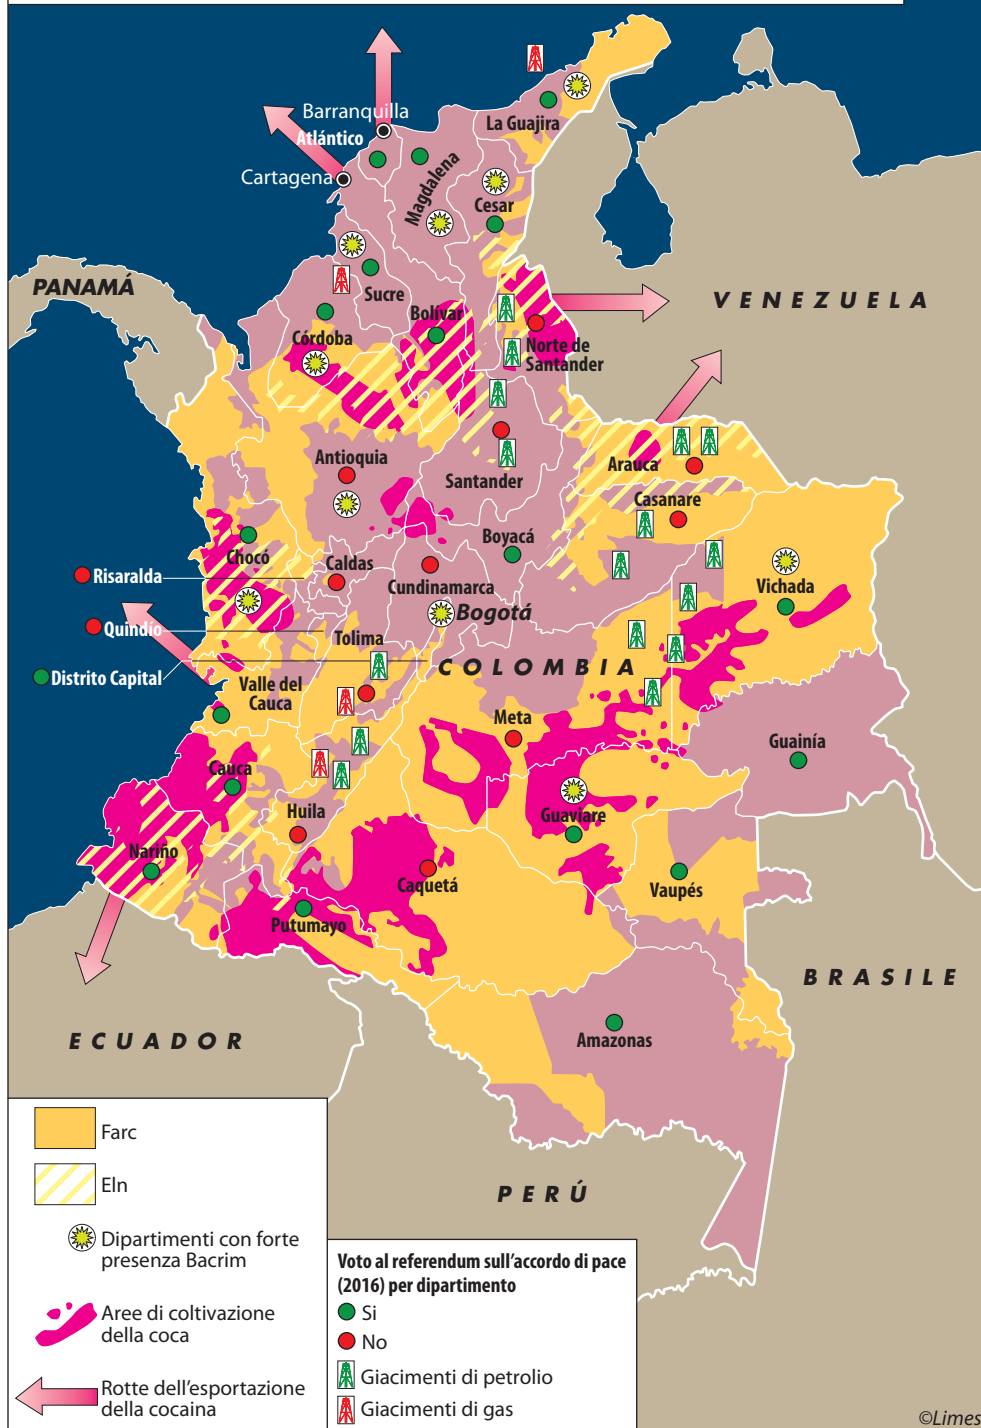 Barranquilla
Atlántico
Cartagena
La Guajira
Magdalena
Cesar
PANAMÁ
Sucre
VENEZUELA
Bolívar
Córdoba
Norte de
Santander
Antioquia
Santander
Arauca
Casanare
Boyacá
Chocó
Caldas
Cundinamarca
Vichada
Risaralda
Bogotá
Quindío
Tolima
COLOMBIA
Distrito Capital
Valle del
Cauca
Meta
Guainía
Cauca
Huila
Guaviare
Nariño
Caquetá
Vaupés
Putumayo
BRASILE
ECUADOR
Amazonas
PERÚ
Farc
Eln
Dipartimenti con forte
presenza Bacrim
Aree di coltivazione
della coca
Rotte dell'esportazione
della cocaina
Voto al referendum sull'accordo di pace
(2016) per dipartimento
Si
No
Giacimenti di petrolio
Giacimenti di gas
©Limes